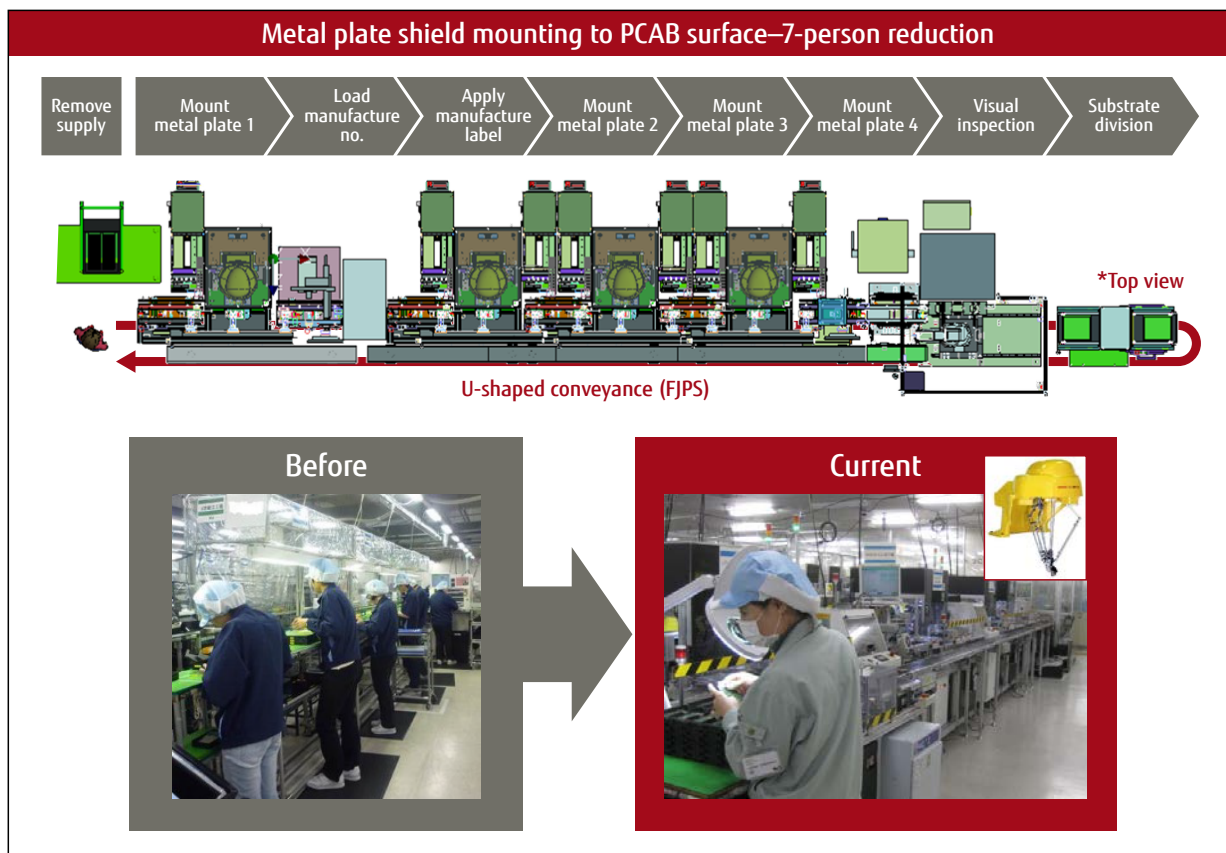 Metal plate shield mounting to PCAB surface—7-person reduction
Remove
supply
Mount
metal plate 1
Load
manufacture
no.
Apply
manufacture
label
Mount
metal plate 2
Mount
metal plate 3
Mount
metal plate 4
Visual
inspection
Substrate
division
*Top view
U-shaped conveyance (FJPS)
Before
Current